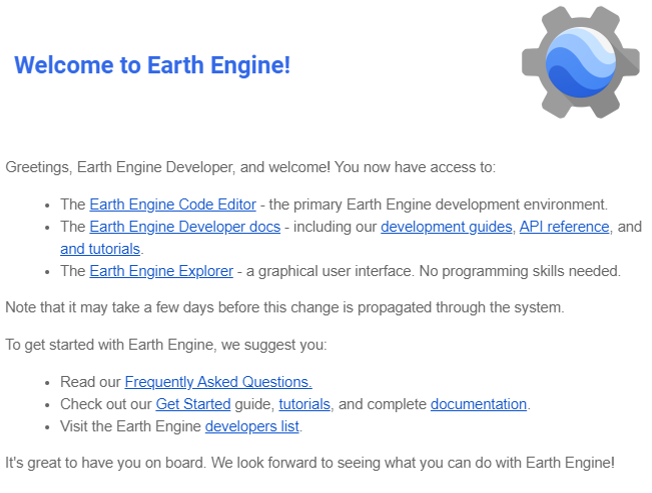 Welcome to Earth Engine!
Greetings, Earth Engine Developer, and welcome! You now have access to:
• The Earth Engine Code Editor - the primary Earth Engine development environment.
• The Earth Engine Developer docs - including our development guides, API reference, and
and tutorials.
• The Earth Engine Explorer - a graphical user interface. No programming skills needed.
Note that it may take a few days before this change is propagated through the system.
To get started with Earth Engine, we suggest you:
• Read our Frequently Asked Questions.
• Check out our Get Started guide, tutorials, and complete documentation.
• Visit the Earth Engine developers list.
It's great to have you on board. We look forward to seeing what you can do with Earth Engine!